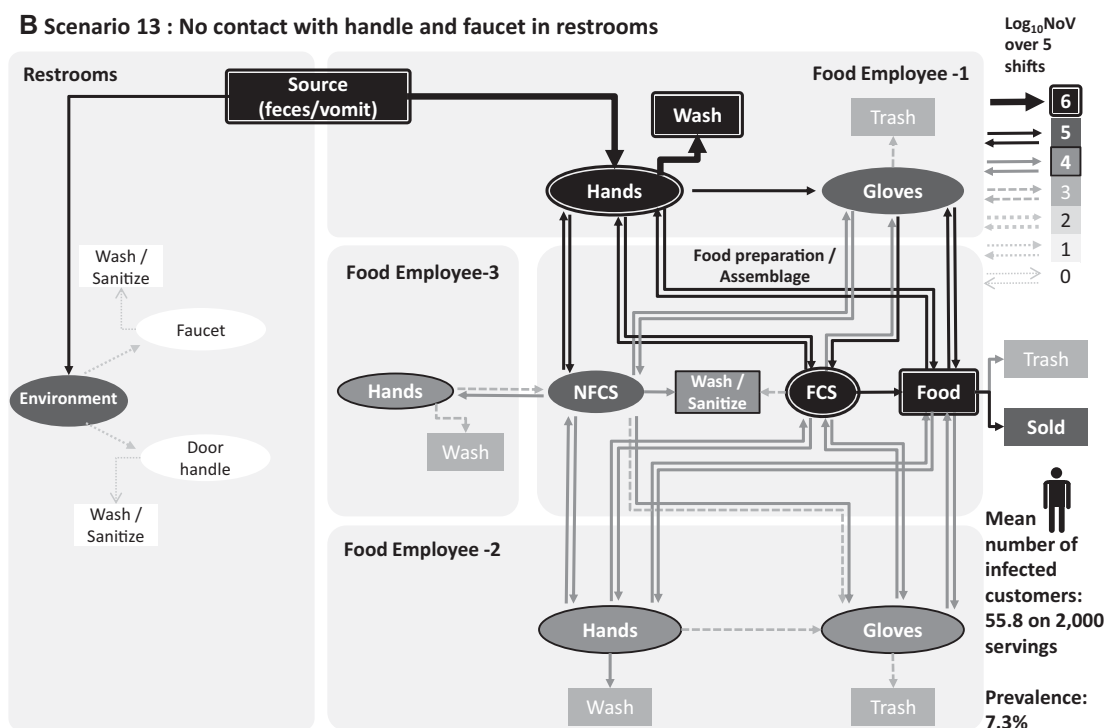 B Scenario 13 : No contact with handle and faucet in restrooms
Log10NoV
over 5
shifts
6
5
4
3
2
1
0
Restrooms
Source
(feces/vomit)
Food Employee -1
Wash
Trash
Hands
Gloves
Food preparation /
Assemblage
Wash /
Sanitize
Faucet
Environment
Door
handle
Wash /
Sanitize
Food Employee-3
Hands
Wash
NFCS
Wash /
Sanitize
FCS
Food
Trash
Sold
Food Employee -2
Hands
Gloves
Wash
Trash
Mean
number of
infected
customers:
55.8 on 2,000
servings
Prevalence:
7.3%